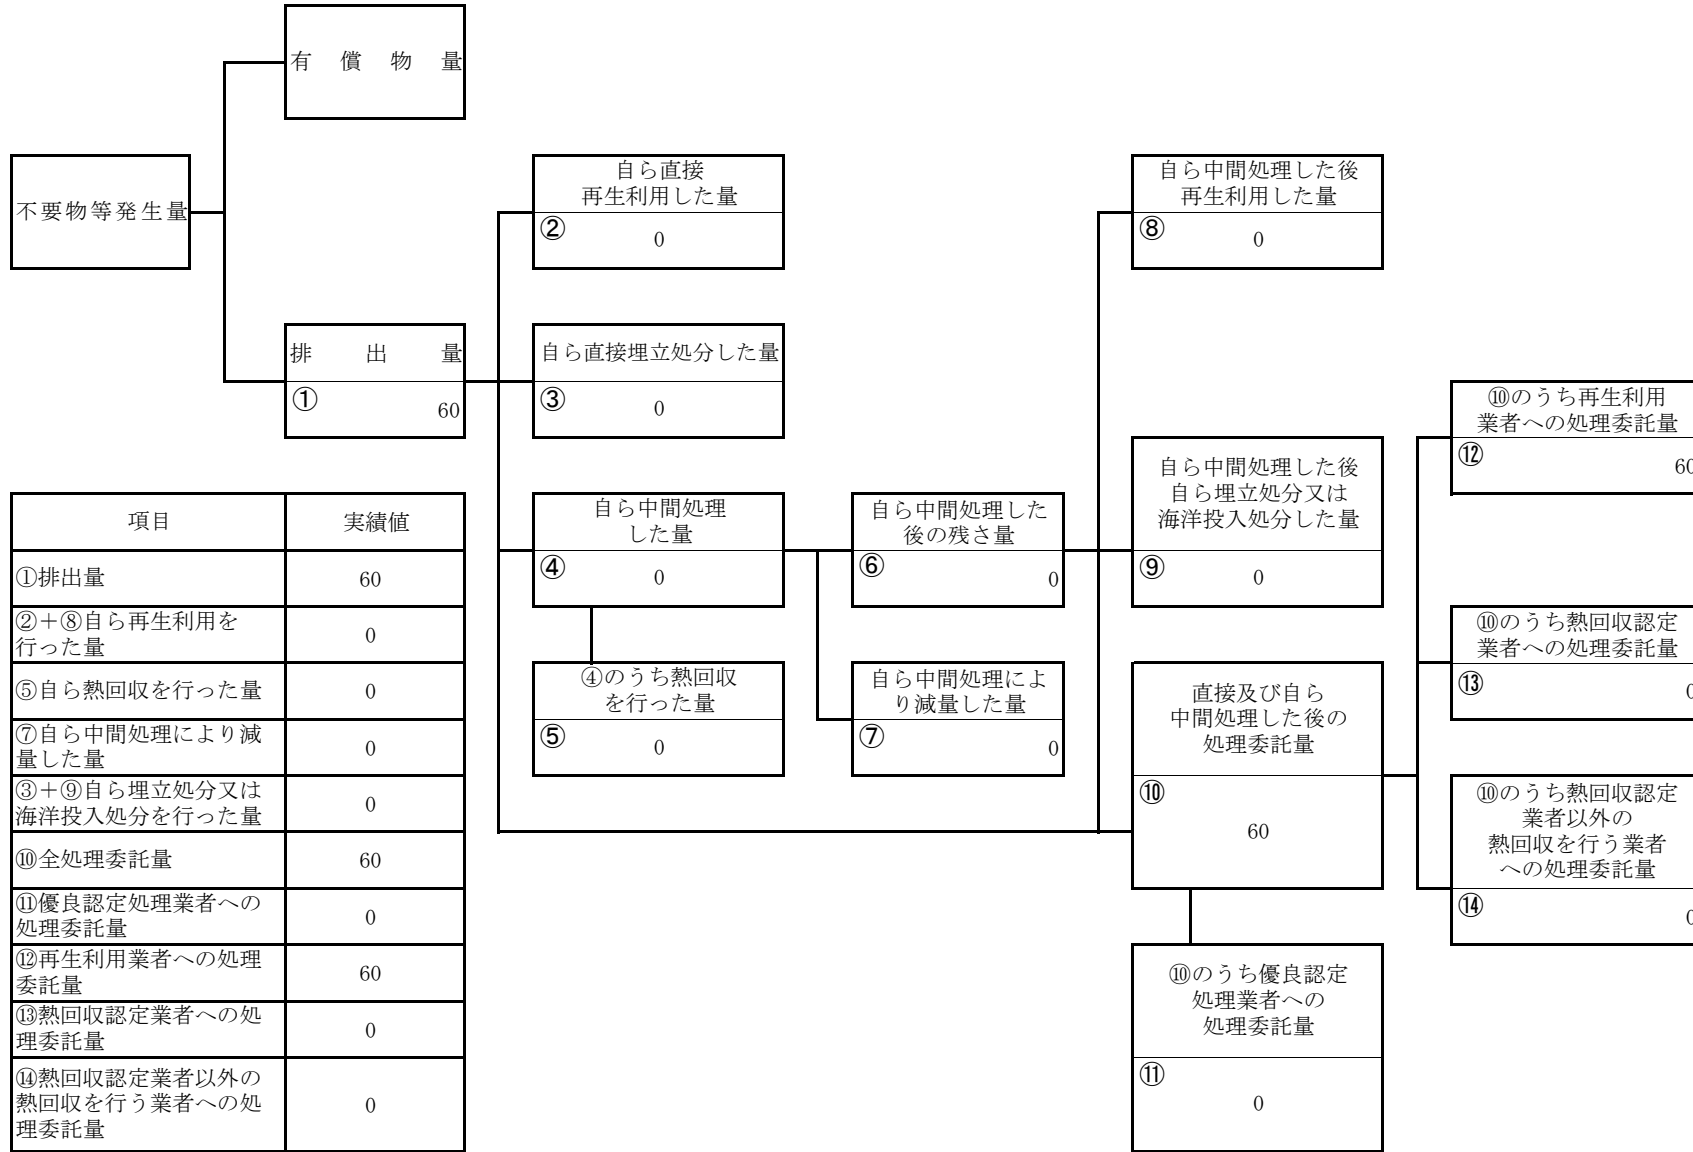 有償物量
不要物等発生量
自ら直接
再生利用した量
② 0
自ら中間処理した後
再生利用した量
⑧ 0
排出量
① 60
自ら直接埋立処分した量
③ 0
自ら中間処理
した量
④ 0
自ら中間処理した
後の残さ量
⑥ 0
自ら中間処理した後
自ら埋立処分又は
海洋投入処分した量
⑨ 0
⑩のうち再生利用
業者への処理委託量
⑫ 60
④のうち熱回収
を行った量
⑤ 0
自ら中間処理によ
り減量した量
⑦ 0
直接及び自ら
中間処理した後の
処理委託量
⑩
60
⑩のうち熱回収認定
業者への処理委託量
⑬ 0
⑩のうち熱回収認定
業者以外の
熱回収を行う業者
への処理委託量
⑭ 0
⑩のうち優良認定
処理業者への
処理委託量
⑪
0
項目 実績値
①排出量 60
②＋⑧自ら再生利用を
行った量 0
⑤自ら熱回収を行った量 0
⑦自ら中間処理により減
量した量 0
③＋⑨自ら埋立処分又は
海洋投入処分を行った量 0
⑩全処理委託量 60
⑪優良認定処理業者への
処理委託量 0
⑫再生利用業者への処理
委託量 60
⑬熱回収認定業者への処
理委託量 0
⑭熱回収認定業者以外の
熱回収を行う業者への処
理委託量 0